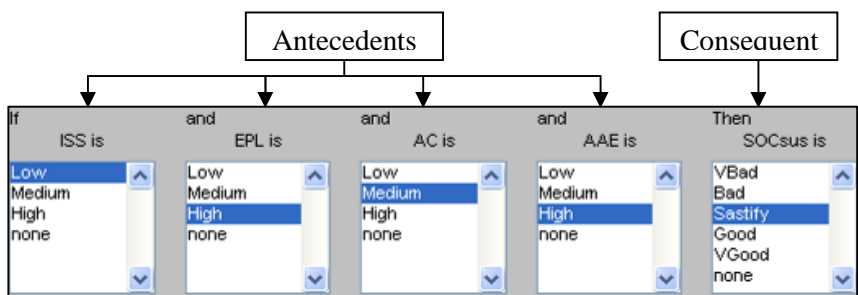 Antecedents
Consequent
If and and and Then
ISS is EPL is AC is AAE is SOCsus is
Low Low Low Low VBad
Medium Medium Medium Medium Bad
High High High High Sastify
none none none none Good
VGood
none